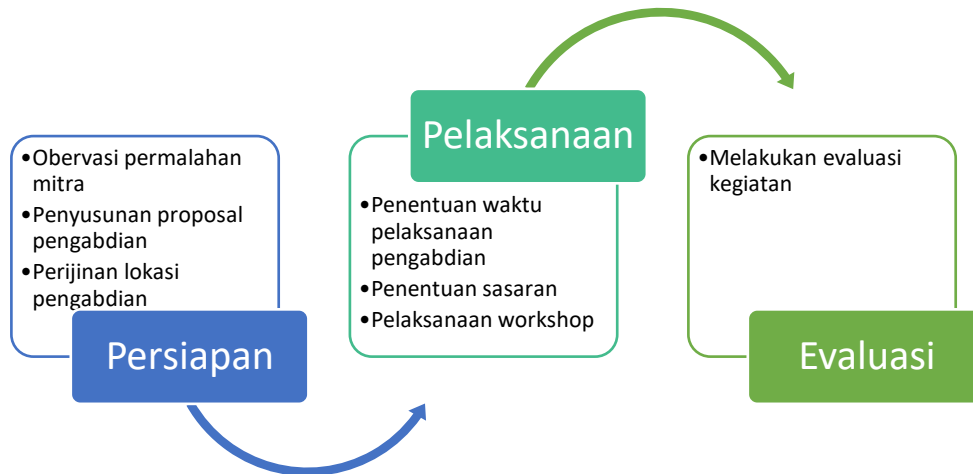 •Obervasi permalahan
mitra
•Penyusunan proposal
pengabdian
•Perijinan lokasi
pengabdian
Persiapan
Pelaksanaan
•Penentuan waktu
pelaksanaan
pengabdian
•Penentuan sasaran
•Pelaksanaan workshop
•Melakukan evaluasi
kegiatan
Evaluasi